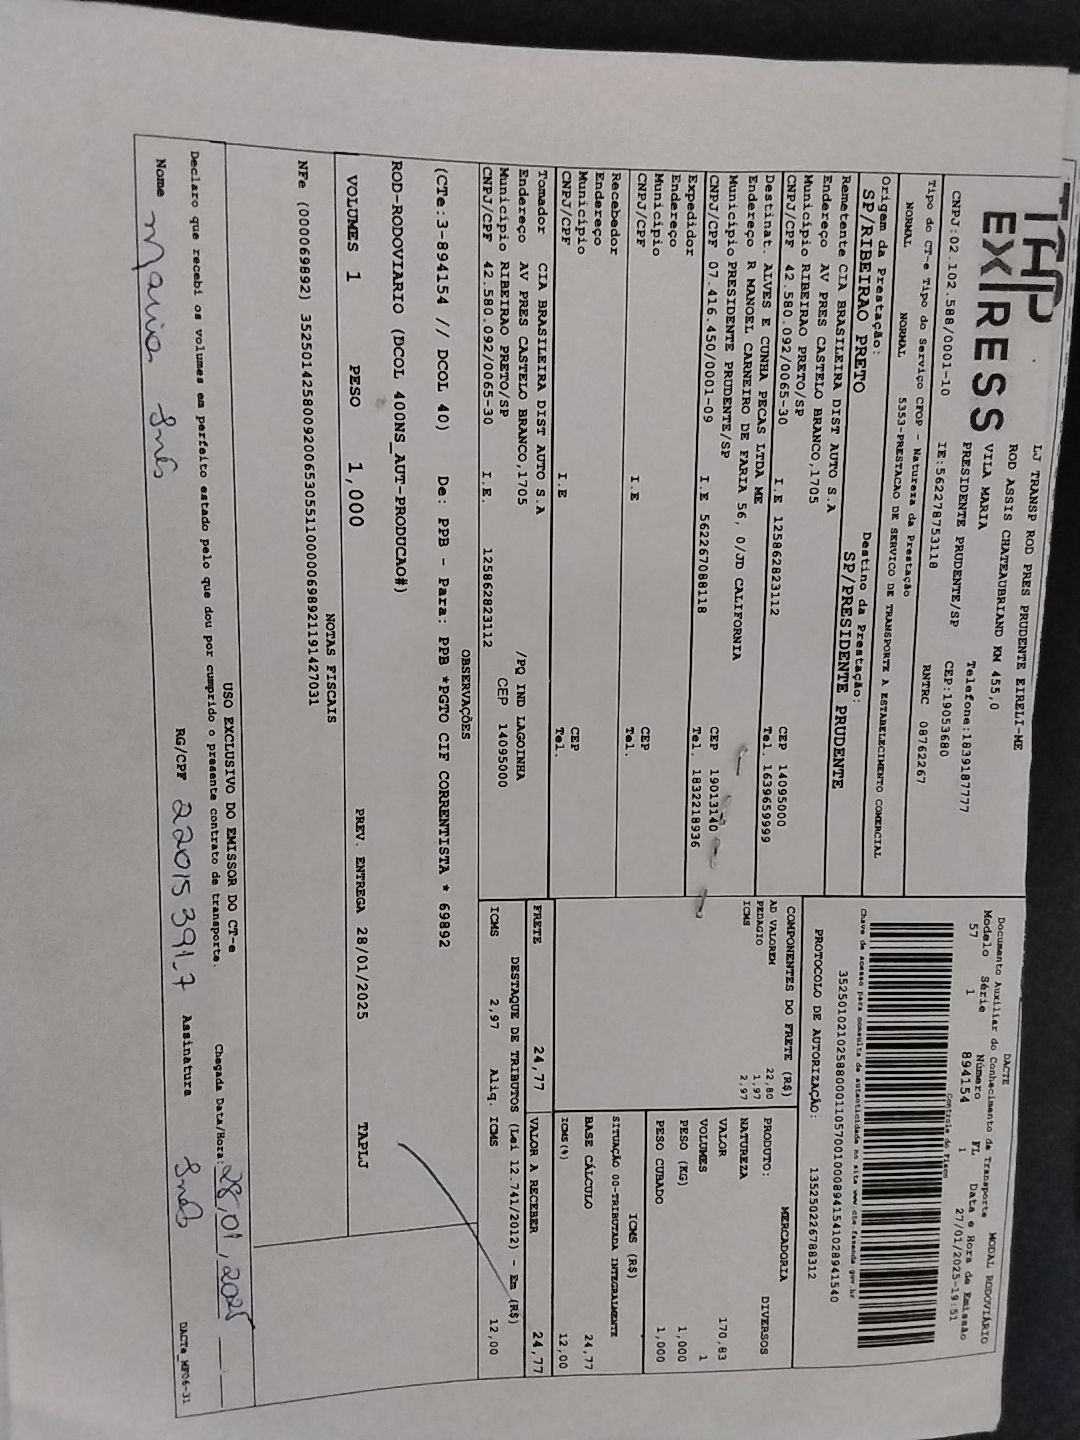 THP
EXPRESS
LJ TRANSP ROD PRES PRUDENTE EIRELI-ME
ROD ASSIS CHATEAUBRIAND KM 455,0
VILA MARIA
PRESIDENTE PRUDENTE/SP CEP:19053680
Telefone:1839187777
CNPJ:02.102.588/0001-10 IE:562278753118 RNTRC 08762267
Tipo do CT-e Tipo do Serviço CFOP - Natureza da Prestação
NORMAL NORMAL 5353-PRESTACAO DE SERVICO DE TRANSPORTE A ESTABELECIMENTO COMERCIAL
Origem da Prestação: Destino da Prestação:
SP/RIBEIRAO PRETO SP/PRESIDENTE PRUDENTE
DACTE MODAL RODOVIÁRIO
Documento Auxiliar do Conhecimento de Transporte
Modelo Série Número FL Data e Hora de Emissão
57 1 894154 1 27/01/2025-19:51
Controle do Fisco
Chave de acesso para consulta de autenticidade no site www.cte.fazenda.gov.br
35250102102588000110570010008941541028941540
PROTOCOLO DE AUTORIZAÇÃO: 135250226788312
Remetente CIA BRASILEIRA DIST AUTO S.A
Endereço AV PRES CASTELO BRANCO,1705
Município RIBEIRAO PRETO/SP CEP 14095000
CNPJ/CPF 42.580.092/0065-30 I.E 125862823112 Tel. 1639659999
Destinat. ALVES E CUNHA PECAS LTDA ME
Endereço R MANOEL CARNEIRO DE FARIA 56, 0/JD CALIFORNIA
Município PRESIDENTE PRUDENTE/SP CEP 19013140
CNPJ/CPF 07.416.450/0001-09 I.E 562267088118 Tel. 1832218936
Expedidor
Endereço
Município CEP
CNPJ/CPF I.E Tel.
Recebedor
Endereço
Município CEP
CNPJ/CPF I.E Tel.
Tomador CIA BRASILEIRA DIST AUTO S.A
Endereço AV PRES CASTELO BRANCO,1705 /PQ IND LAGOINHA
Município RIBEIRAO PRETO/SP CEP 14095000
CNPJ/CPF 42.580.092/0065-30 I.E. 125862823112
COMPONENTES DO FRETE (R$)
AD VALOREM 22,80
PEDAGIO 1,97
ICMS 2,97
MERCADORIA
PRODUTO: DIVERSOS
NATUREZA
VALOR 170,83
VOLUMES 1
PESO (KG) 1,000
PESO CUBADO 1,000
ICMS (R$)
SITUAÇÃO 00-TRIBUTADA INTEGRALMENTE
BASE CÁLCULO 24,77
ICMS(%) 12,00
FRETE 24,77 VALOR A RECEBER 24,77
DESTAQUE DE TRIBUTOS (Lei 12.741/2012) - Em (R$)
ICMS 2,97 Aliq. ICMS 12,00
OBSERVAÇÕES
(CTe:3-894154 // DCOL 40) De: PPB - Para: PPB *PGTO CIF CORRENTISTA * 69892
ROD-RODOVIARIO (DCOL 400NS_AUT-PRODUCAO#)
VOLUMES 1 PESO 1,000 PREV. ENTREGA 28/01/2025 TAPLJ
NOTAS FISCAIS
NFe (000069892) 35250142580092006530551100000698921191427031
USO EXCLUSIVO DO EMISSOR DO CT-e
Declaro que recebi os volumes em perfeito estado pelo que dou por cumprido o presente contrato de transporte. Chegada Data/Hora: 28,01,2025 __:__
Nome Maria Inês RG/CPF 22015391-7 Assinatura Inês
DACTe_MF06-31